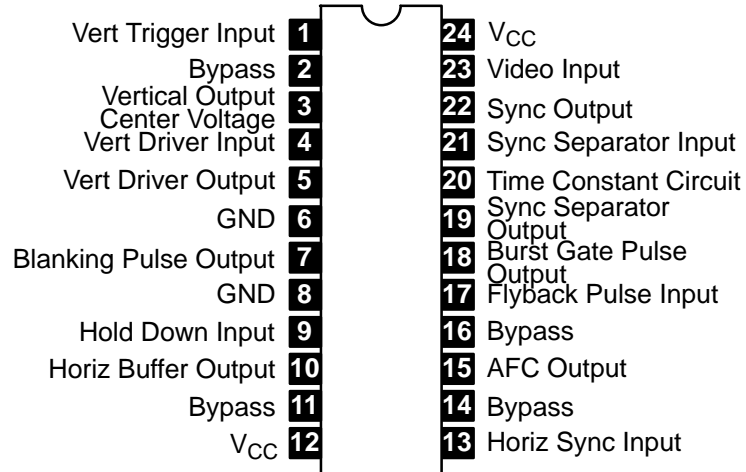 Vert Trigger Input 1
Bypass 2
Vertical Output
Center Voltage 3
Vert Driver Input 4
Vert Driver Output 5
GND 6
Blanking Pulse Output 7
GND 8
Hold Down Input 9
Horiz Buffer Output 10
Bypass 11
VCC 12
24 VCC
23 Video Input
22 Sync Output
21 Sync Separator Input
20 Time Constant Circuit
19 Sync Separator
Output
18 Burst Gate Pulse
Output
17 Flyback Pulse Input
16 Bypass
15 AFC Output
14 Bypass
13 Horiz Sync Input